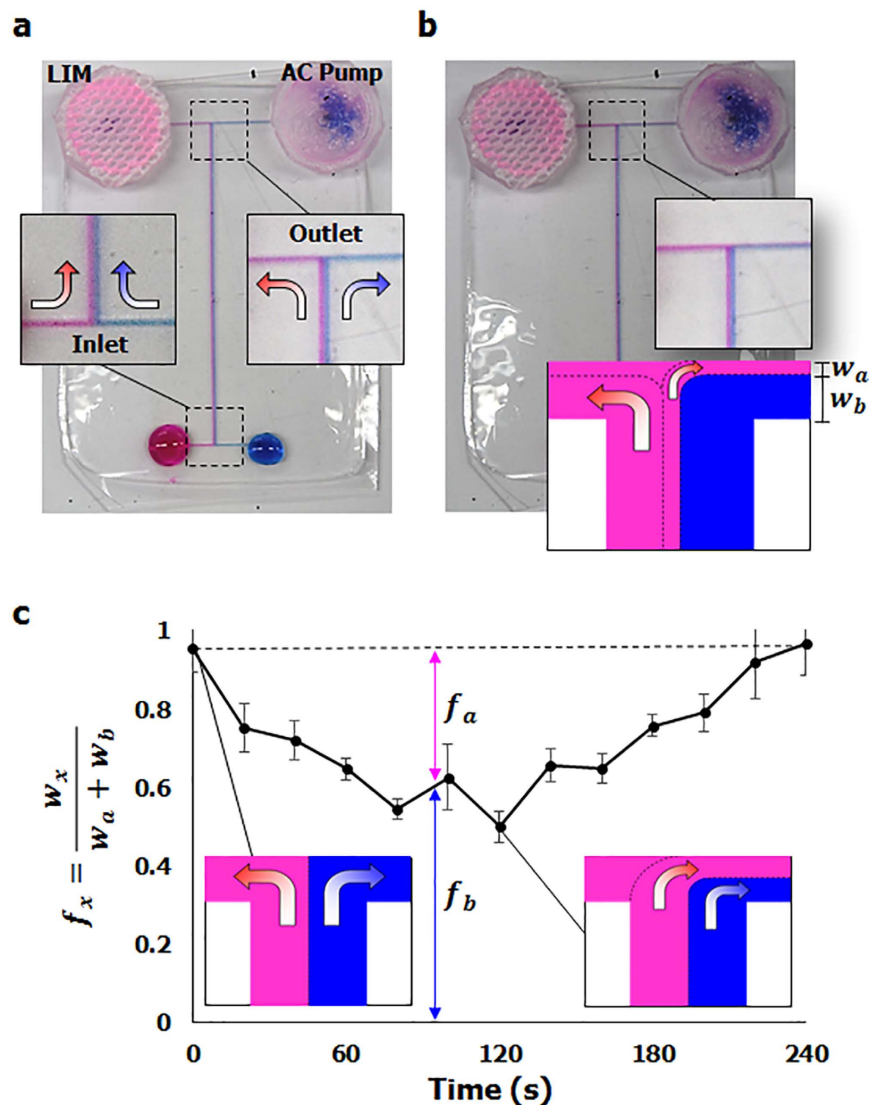 a
b
LIM
AC Pump
Outlet
Inlet
w_a
w_b
c
f_x = w_x / (w_a + w_b)
1
0.8
0.6
0.4
0.2
0
f_a
f_b
0
60
120
180
240
Time (s)